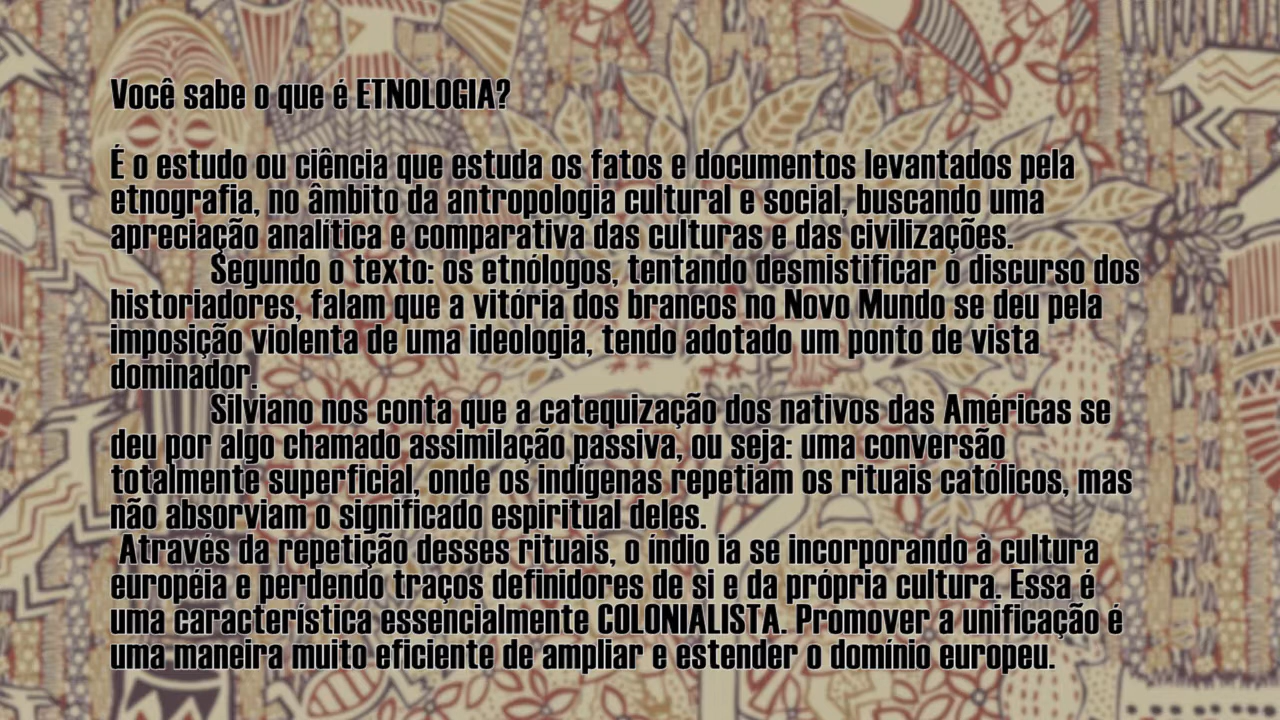 Você sabe o que é ETNOLOGIA?
É o estudo ou ciência que estuda os fatos e documentos levantados pela
etnografia, no âmbito da antropologia cultural e social, buscando uma
apreciação analítica e comparativa das culturas e das civilizações.
Segundo o texto: os etnólogos, tentando desmistificar o discurso dos
historiadores, falam que a vitória dos brancos no Novo Mundo se deu pela
imposição violenta de uma ideologia, tendo adotado um ponto de vista
dominador.
Silviano nos conta que a catequização dos nativos das Américas se
deu por algo chamado assimilação passiva, ou seja: uma conversão
totalmente superficial, onde os indígenas repetiam os rituais católicos, mas
não absorviam o significado espiritual deles.
Através da repetição desses rituais, o índio ia se incorporando à cultura
européia e perdendo traços definidores de si e da própria cultura. Essa é
uma característica essencialmente COLONIALISTA. Promover a unificação é
uma maneira muito eficiente de ampliar e estender o domínio europeu.